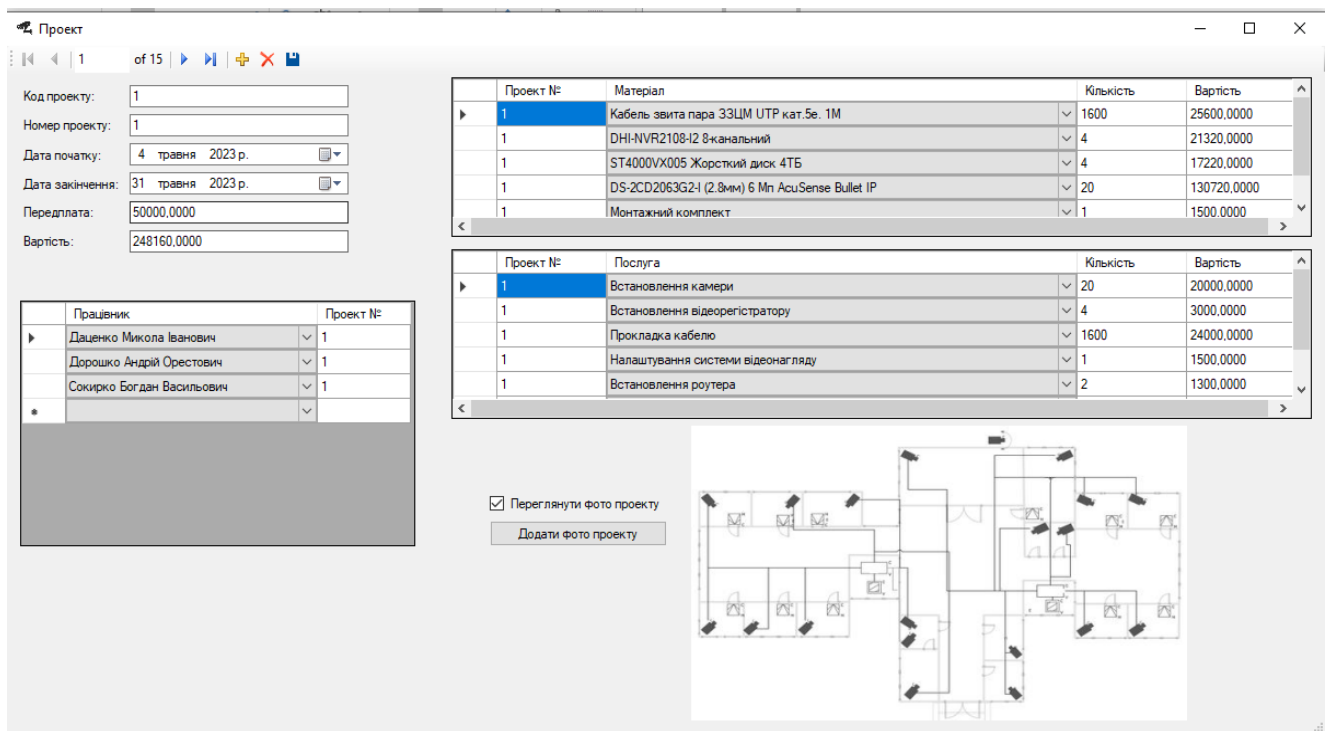 Проект
1 of 15
Код проекту: 1
Номер проекту: 1
Дата початку: 4 травня 2023 р.
Дата закінчення: 31 травня 2023 р.
Передплата: 50000,0000
Вартість: 248160,0000
Працівник Проект №
Даценко Микола Іванович 1
Дорошко Андрій Орестович 1
Сокирко Богдан Васильович 1
Проект № Матеріал Кількість Вартість
1 Кабель звита пара ЗЗЦМ UTP кат.5е. 1М 1600 25600,0000
1 DHI-NVR2108-I2 8-канальний 4 21320,0000
1 ST4000VX005 Жорсткий диск 4ТБ 4 17220,0000
1 DS-2CD2063G2-I (2.8мм) 6 Мп AcuSense Bullet IP 20 130720,0000
1 Монтажний комплект 1 1500,0000
Проект № Послуга Кількість Вартість
1 Встановлення камери 20 20000,0000
1 Встановлення відеорегістратору 4 3000,0000
1 Прокладка кабелю 1600 24000,0000
1 Налаштування системи відеонагляду 1 1500,0000
1 Встановлення роутера 2 1300,0000
Переглянути фото проекту
Додати фото проекту